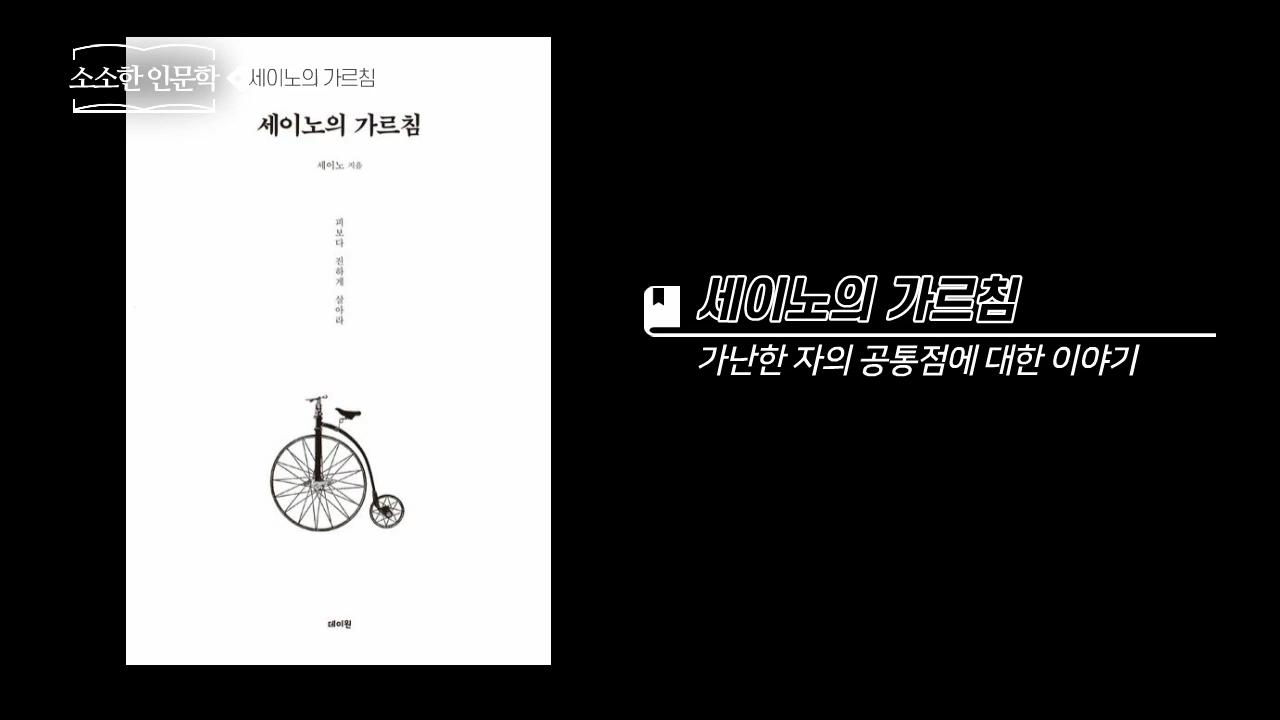 소소한 인문학
세이노의 가르침
세이노의 가르침
세이노 지음
피보다 진하게 살아라
데이원
세이노의 가르침
가난한 자의 공통점에 대한 이야기